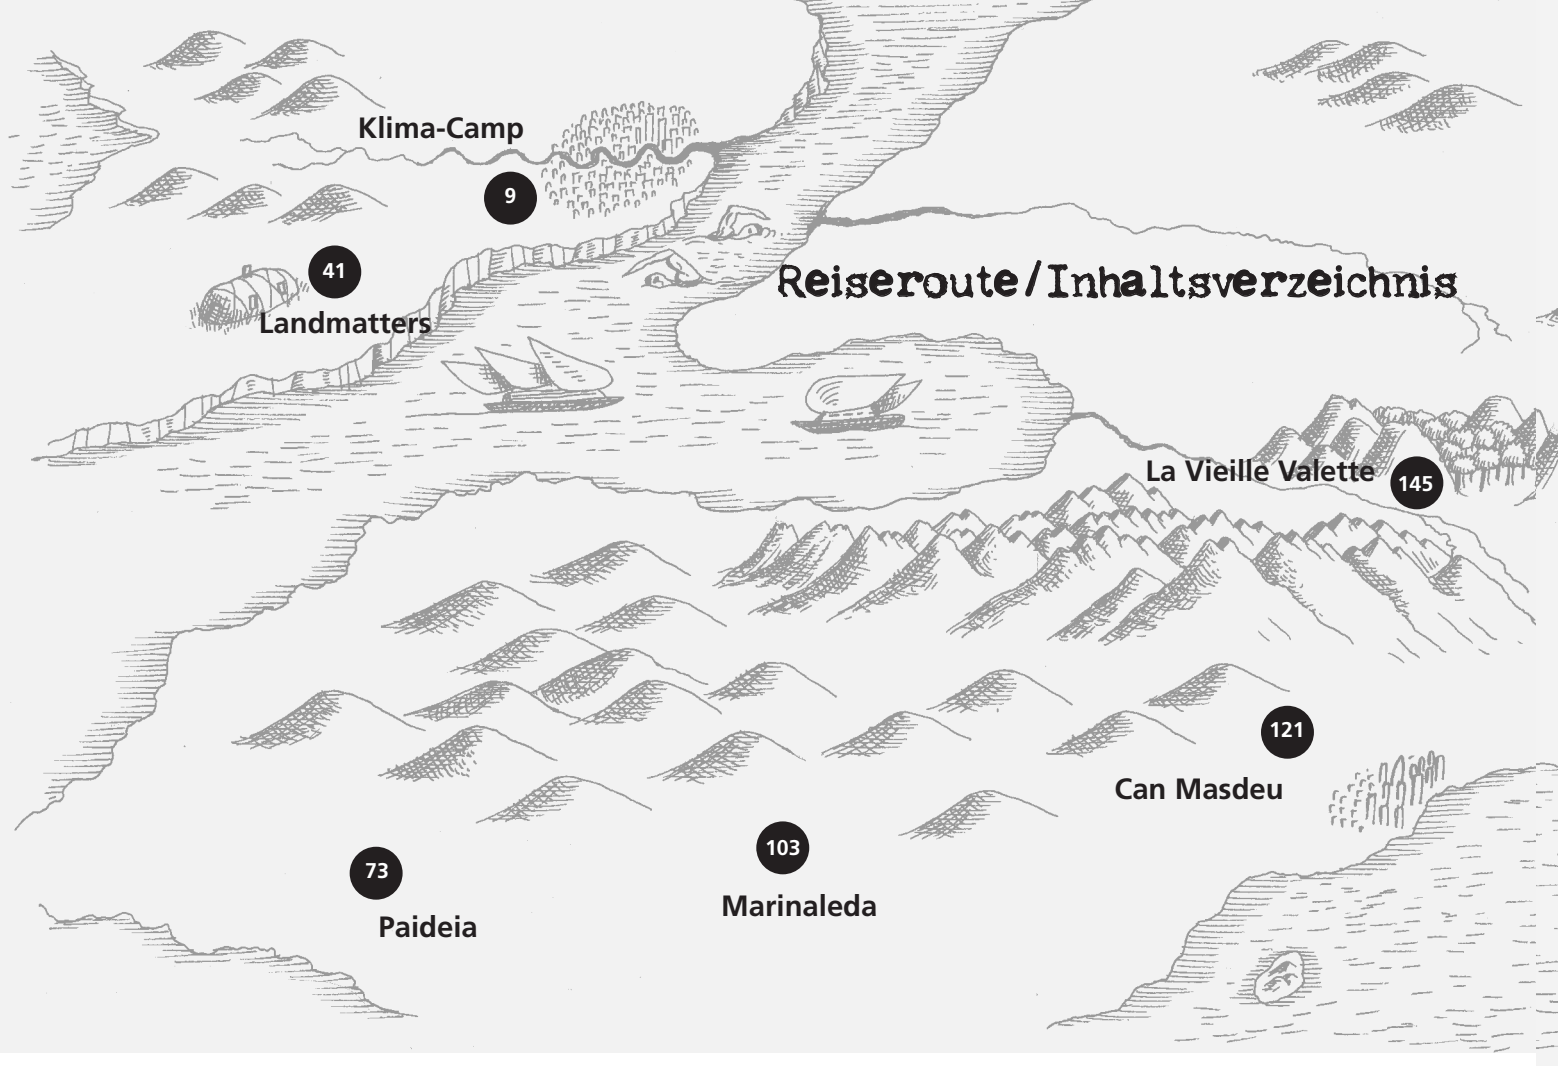 Klima-Camp
9
41
Landmatters
Reiseroute/Inhaltsverzeichnis
La Vieille Valette
145
121
Can Masdeu
103
Marinaleda
73
Paideia